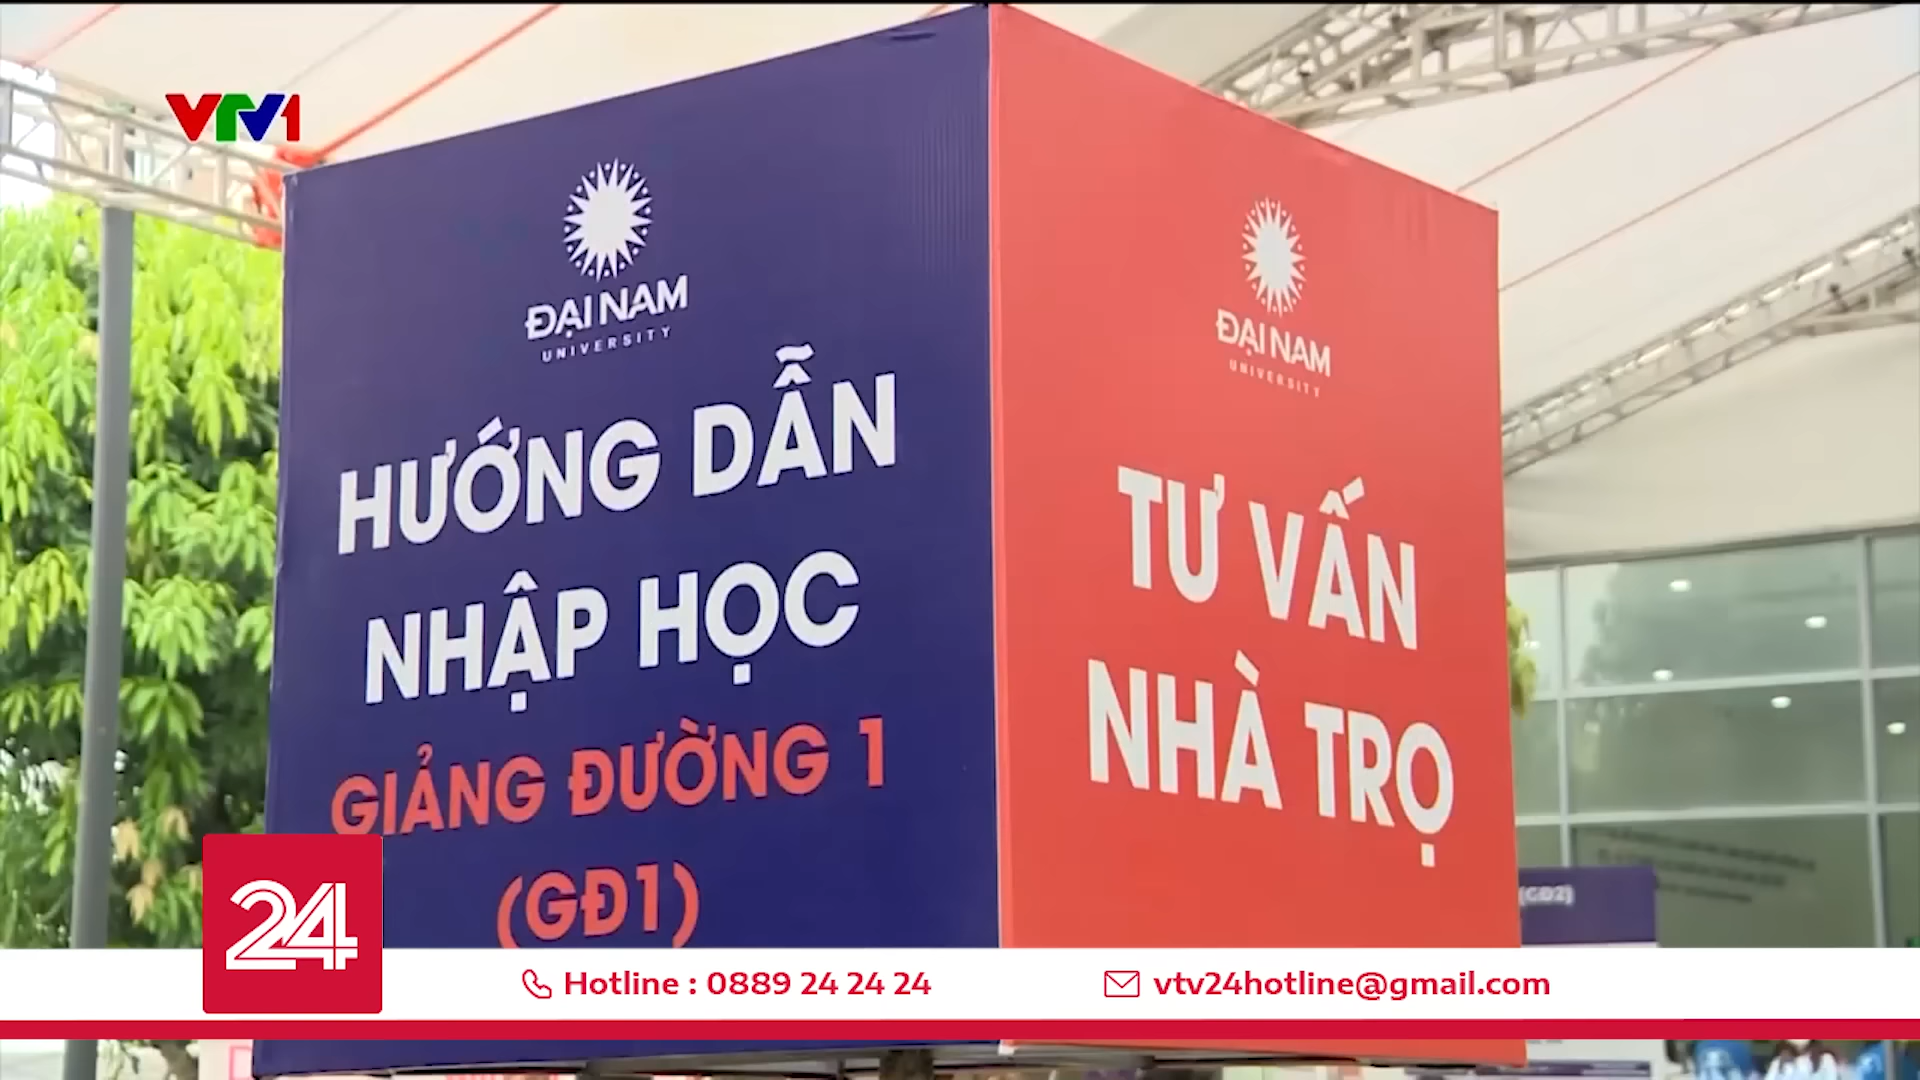 VTV1
ĐẠI NAM
UNIVERSITY
HƯỚNG DẪN
NHẬP HỌC
GIẢNG ĐƯỜNG 1
(GĐ1)
ĐẠI NAM
UNIVERSITY
TƯ VẤN
NHÀ TRỌ
(GĐ2)
24
Hotline : 0889 24 24 24
vtv24hotline@gmail.com